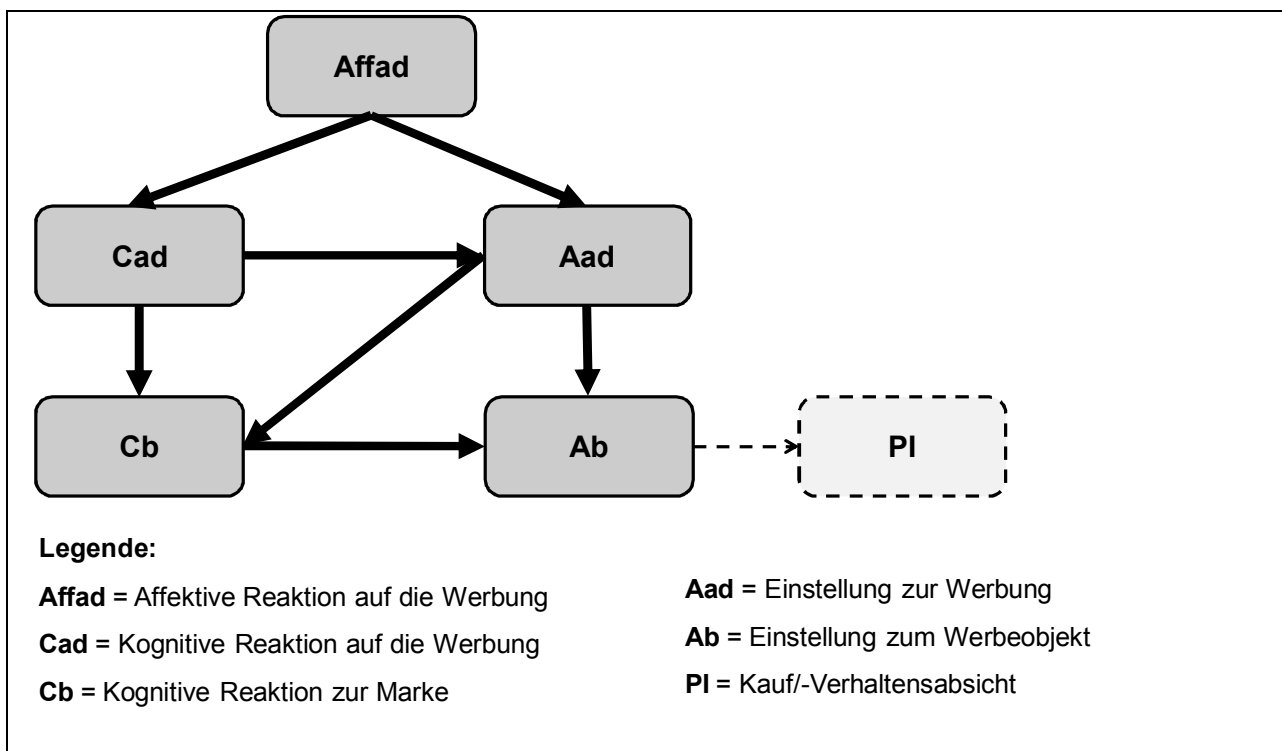 Affad
Cad
Aad
Cb
Ab
PI
Legende:
Affad = Affektive Reaktion auf die Werbung
Cad = Kognitive Reaktion auf die Werbung
Cb = Kognitive Reaktion zur Marke
Aad = Einstellung zur Werbung
Ab = Einstellung zum Werbeobjekt
PI = Kauf/-Verhaltensabsicht